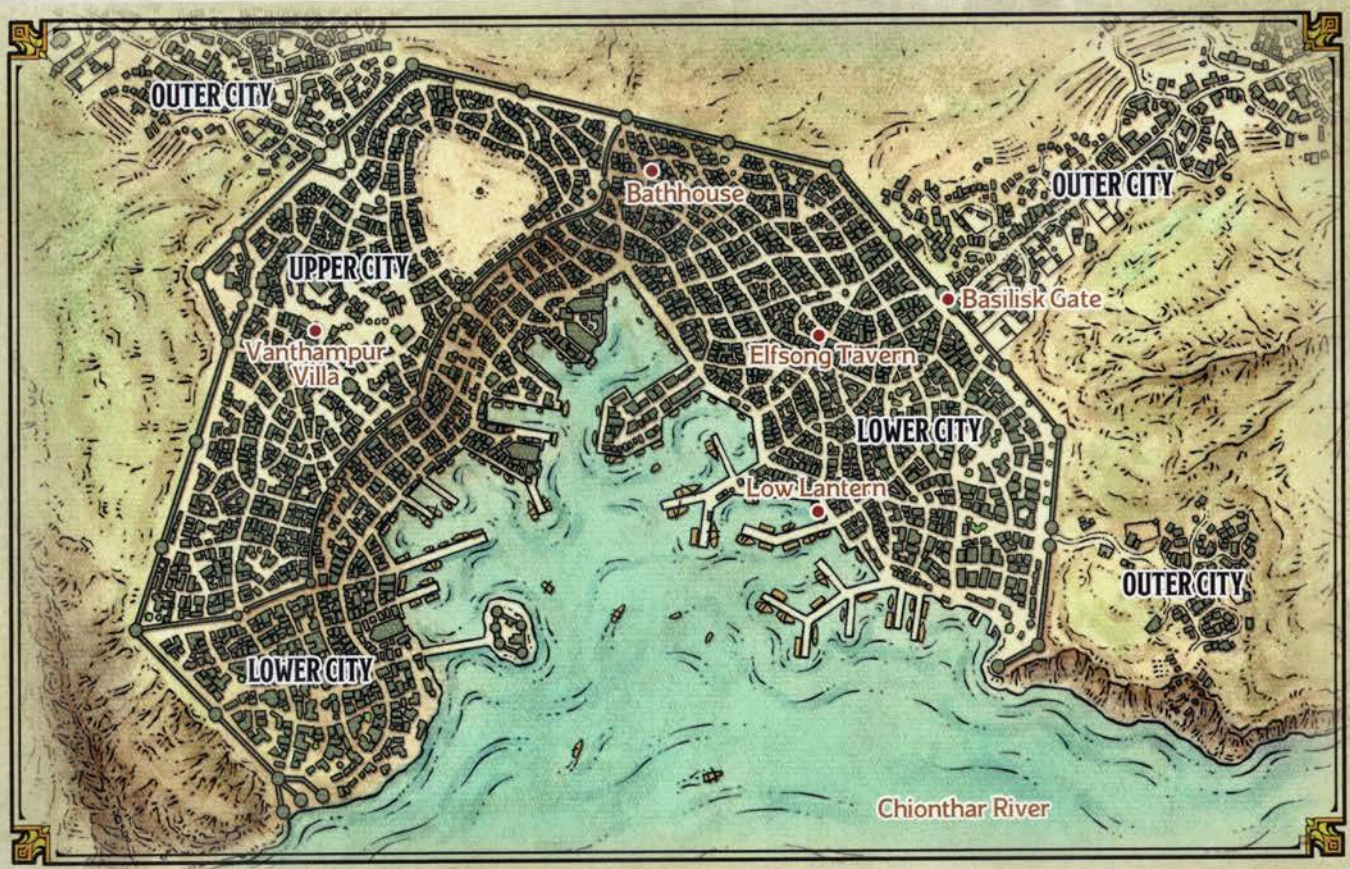 OUTER CITY
Bathhouse
OUTER CITY
UPPER CITY
Basilisk Gate
Vanthampur
Villa
Elfsong Tavern
LOWER CITY
Low Lantern
OUTER CITY
LOWER CITY
Chionthar River